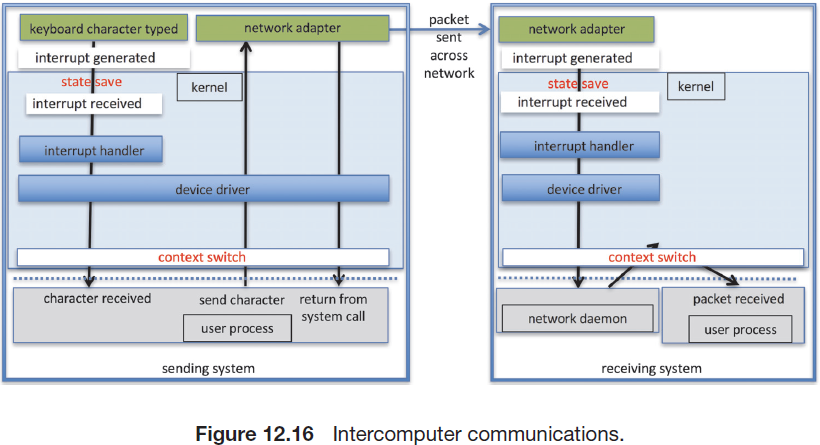 keyboard character typed
network adapter
interrupt generated
state save
kernel
interrupt received
interrupt handler
device driver
context switch
character received
send character
return from
system call
user process
sending system
packet
sent
across
network
network adapter
interrupt generated
state save
kernel
interrupt received
interrupt handler
device driver
context switch
network daemon
packet received
user process
receiving system
Figure 12.16 Intercomputer communications.